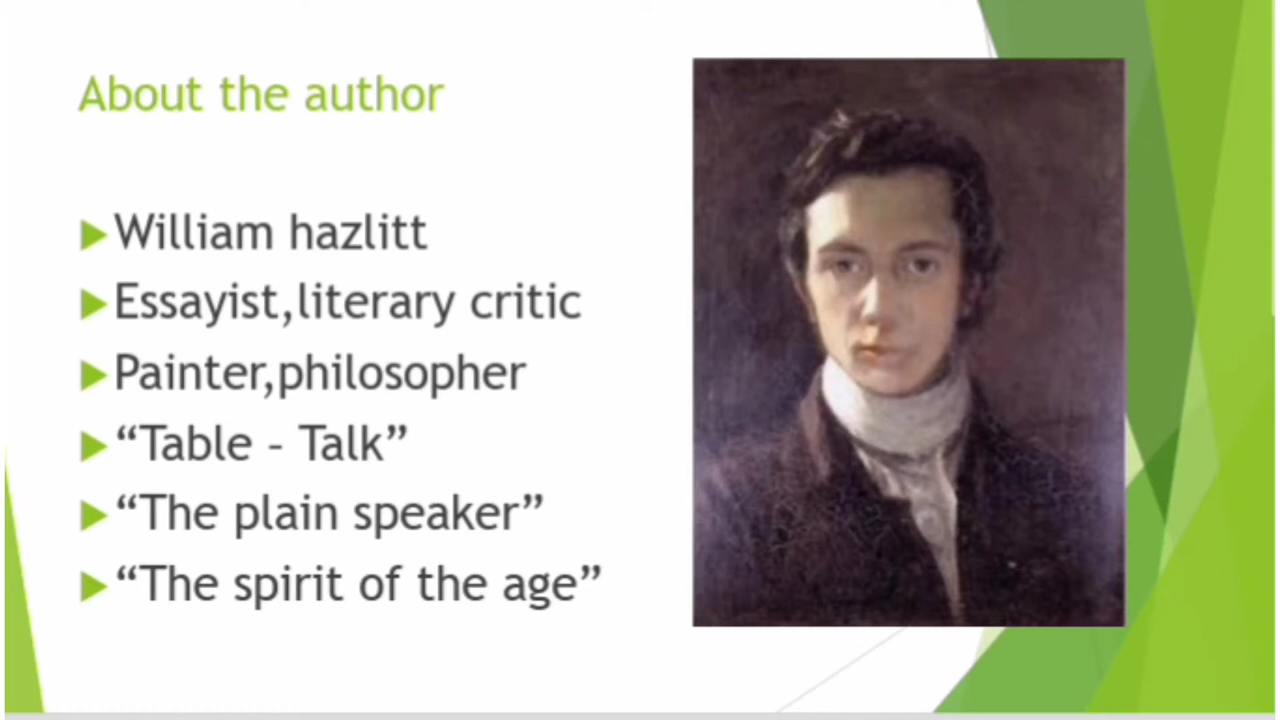 About the author
William hazlitt
Essayist,literary critic
Painter,philosopher
“Table – Talk”
“The plain speaker”
“The spirit of the age”